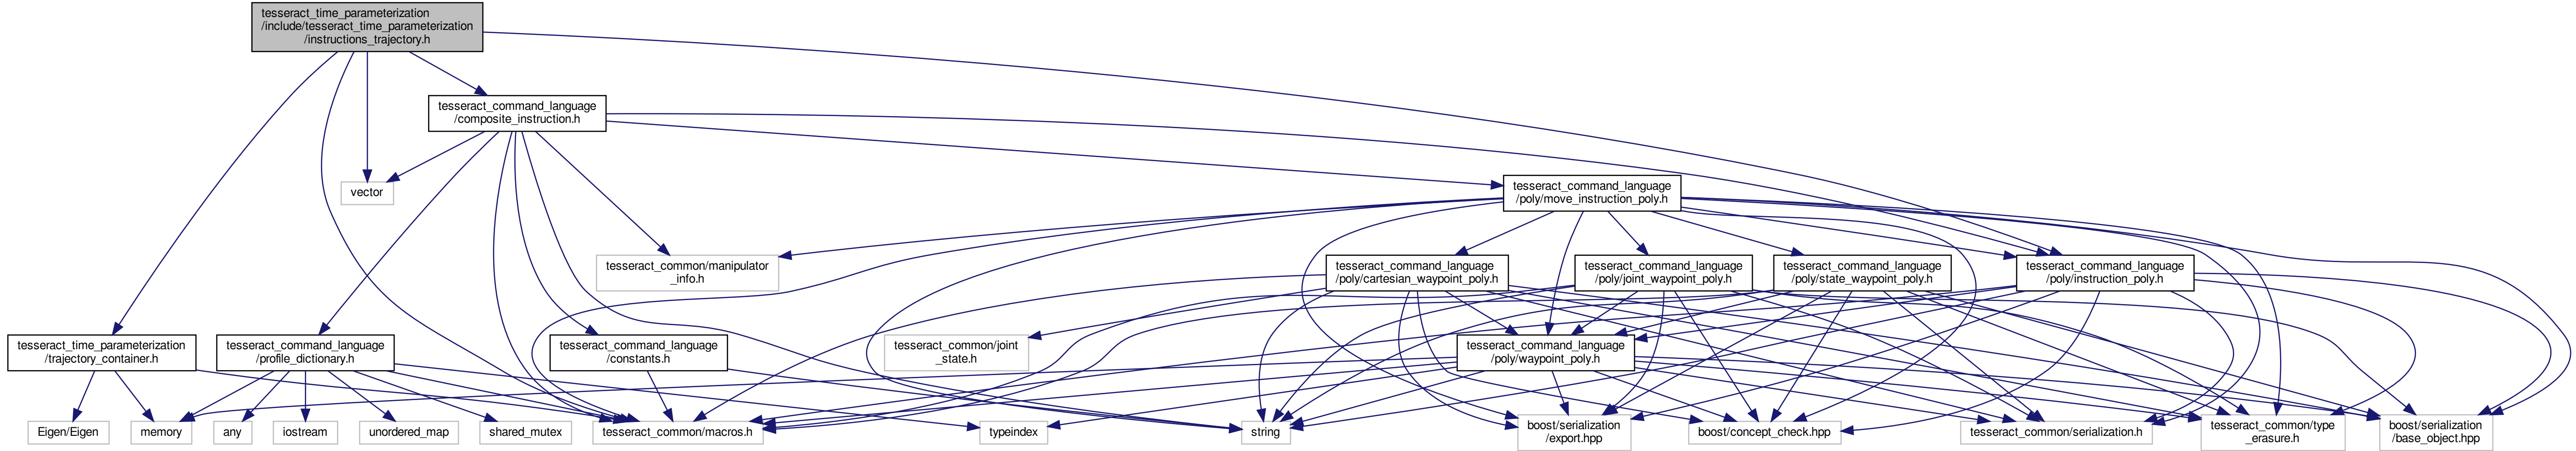 tesseract_time_parameterization
/include/tesseract_time_parameterization
/instructions_trajectory.h
tesseract_command_language
/composite_instruction.h
vector
tesseract_command_language
/poly/move_instruction_poly.h
tesseract_common/manipulator
_info.h
tesseract_command_language
/poly/cartesian_waypoint_poly.h
tesseract_command_language
/poly/joint_waypoint_poly.h
tesseract_command_language
/poly/state_waypoint_poly.h
tesseract_command_language
/poly/instruction_poly.h
tesseract_time_parameterization
/trajectory_container.h
tesseract_command_language
/profile_dictionary.h
tesseract_command_language
/constants.h
tesseract_common/joint
_state.h
tesseract_command_language
/poly/waypoint_poly.h
Eigen/Eigen
memory
any
iostream
unordered_map
shared_mutex
tesseract_common/macros.h
typeindex
string
boost/serialization
/export.hpp
boost/concept_check.hpp
tesseract_common/serialization.h
tesseract_common/type
_erasure.h
boost/serialization
/base_object.hpp